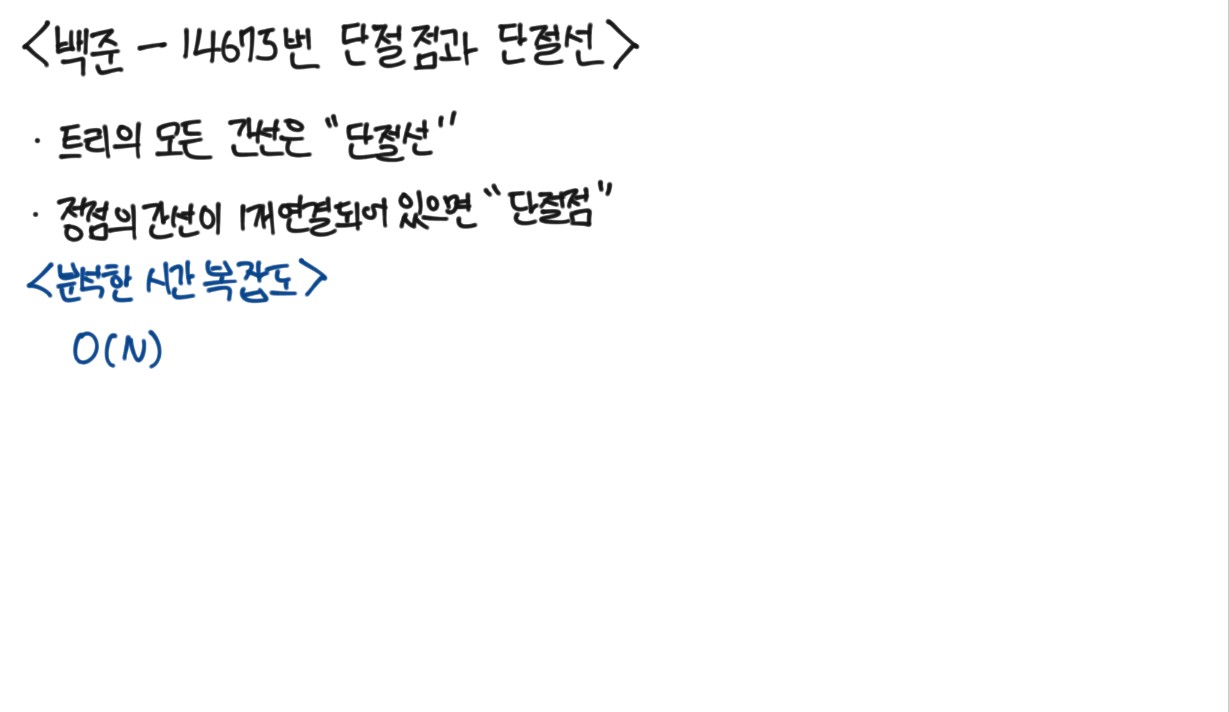 <백준 - 14675번 단절점과 단절선>
· 트리의 모든 간선은 "단절선"
· 정점의 간선이 1개 연결되어 있으면 "단절점"
<분석한 시간 복잡도>
O(N)